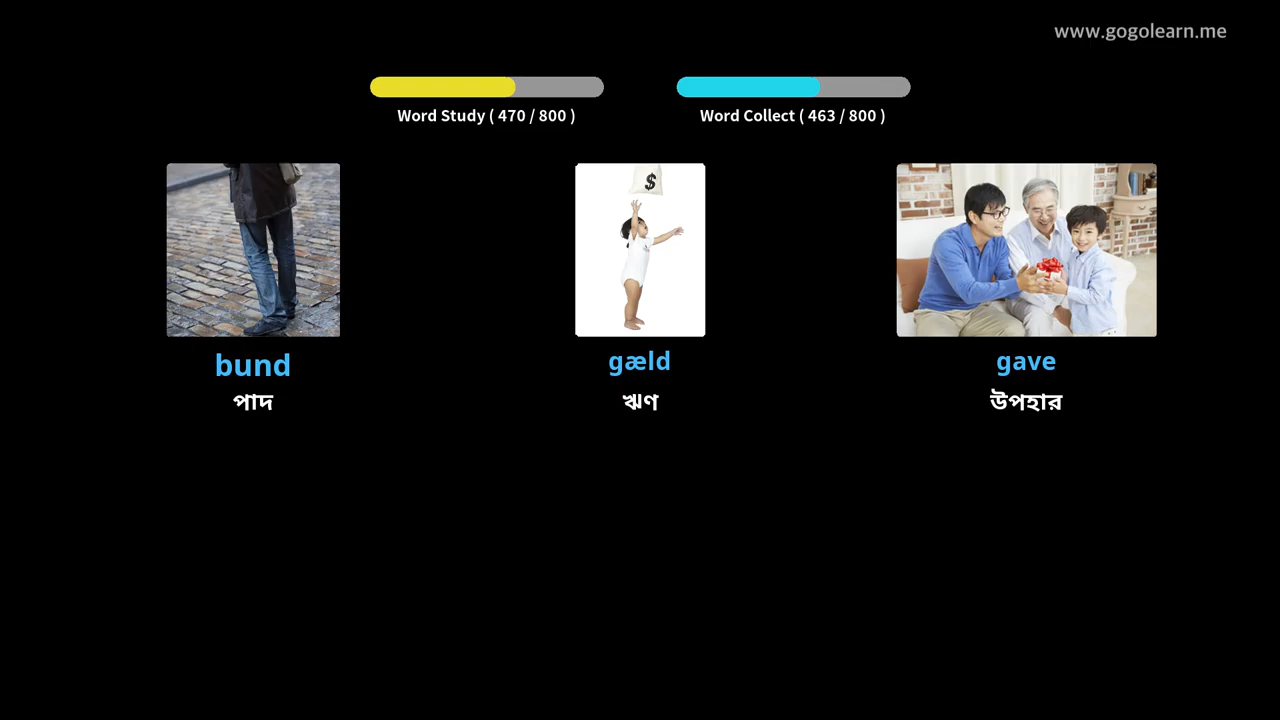 www.gogolearn.me
Word Study ( 470 / 800 )
Word Collect ( 463 / 800 )
$
bund
gæld
gave
পাদ
ঋণ
উপহার